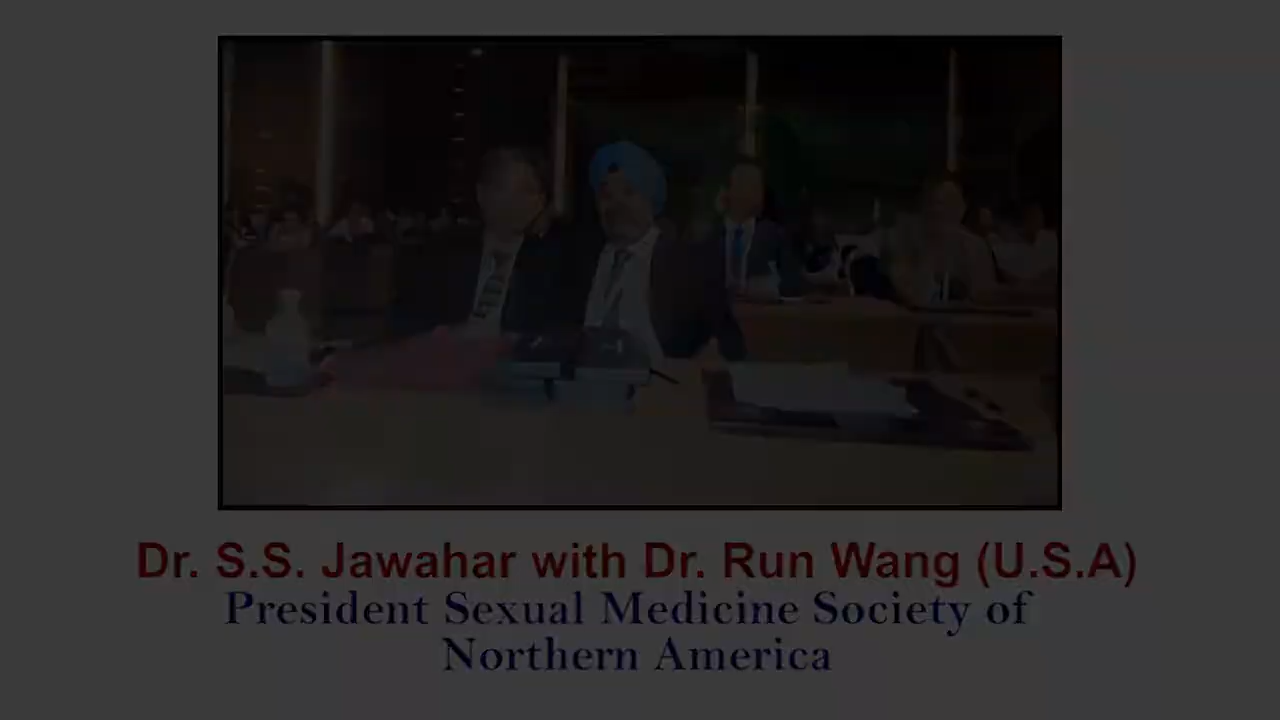 Dr. S.S. Jawahar with Dr. Run Wang (U.S.A)
President Sexual Medicine Society of
Northern America